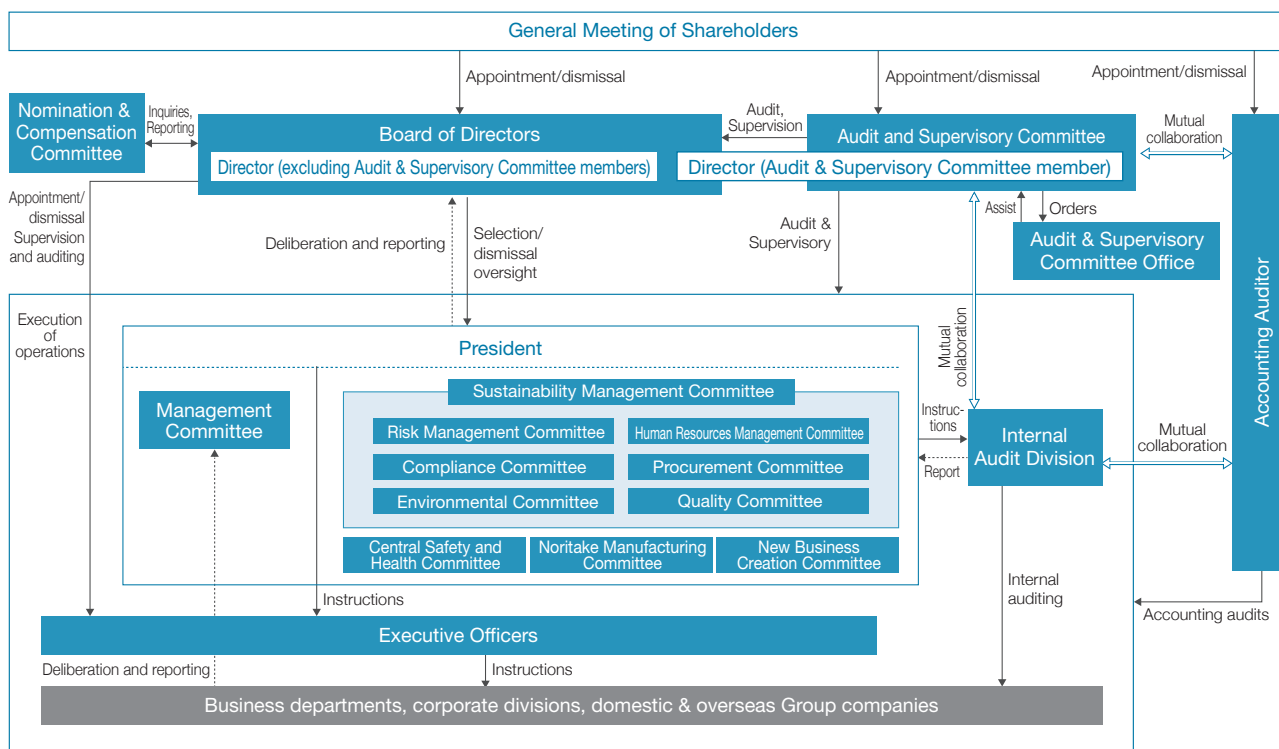 General Meeting of Shareholders
Appointment/dismissal
Appointment/dismissal
Appointment/dismissal
Nomination &
Compensation
Committee
Inquiries,
Reporting
Board of Directors
Director (excluding Audit & Supervisory Committee members)
Audit,
Supervision
Audit and Supervisory Committee
Director (Audit & Supervisory Committee member)
Mutual
collaboration
Accounting Auditor
Appointment/
dismissal
Supervision
and auditing
Deliberation and reporting
Selection/
dismissal
oversight
Audit &
Supervisory
Assist
Orders
Audit & Supervisory
Committee Office
Execution
of
operations
Mutual
collaboration
President
Management
Committee
Sustainability Management Committee
Risk Management Committee
Human Resources Management Committee
Compliance Committee
Procurement Committee
Environmental Committee
Quality Committee
Central Safety and
Health Committee
Noritake Manufacturing
Committee
New Business
Creation Committee
Instruc-
tions
Report
Internal
Audit Division
Mutual
collaboration
Internal
auditing
Accounting audits
Instructions
Executive Officers
Deliberation and reporting
Instructions
Business departments, corporate divisions, domestic & overseas Group companies